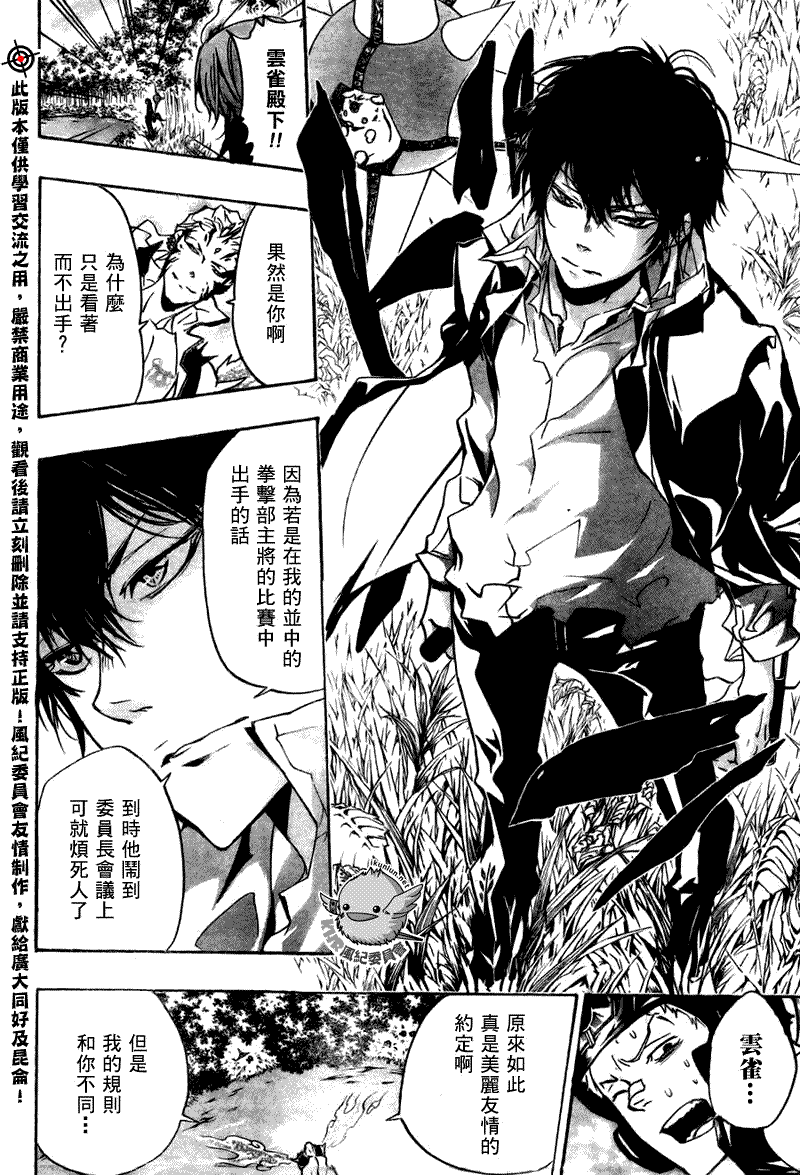 雲雀殿下!!
果然是你啊
為什麼
只是看著
而不出手?
因為若是在我的並中的
拳擊部主將的比賽中
出手的話
到時他鬧到
委員長會議上
可就煩死人了
雲雀…
原來如此
真是美麗友情的
約定啊
但是
我的規則
和你不同…
ikunlun.net
KHR風紀委員會
此版本僅供學習交流之用，嚴禁商業用途，觀看後請立刻刪除並請支持正版！風紀委員會友情制作，獻給廣大同好及昆侖！